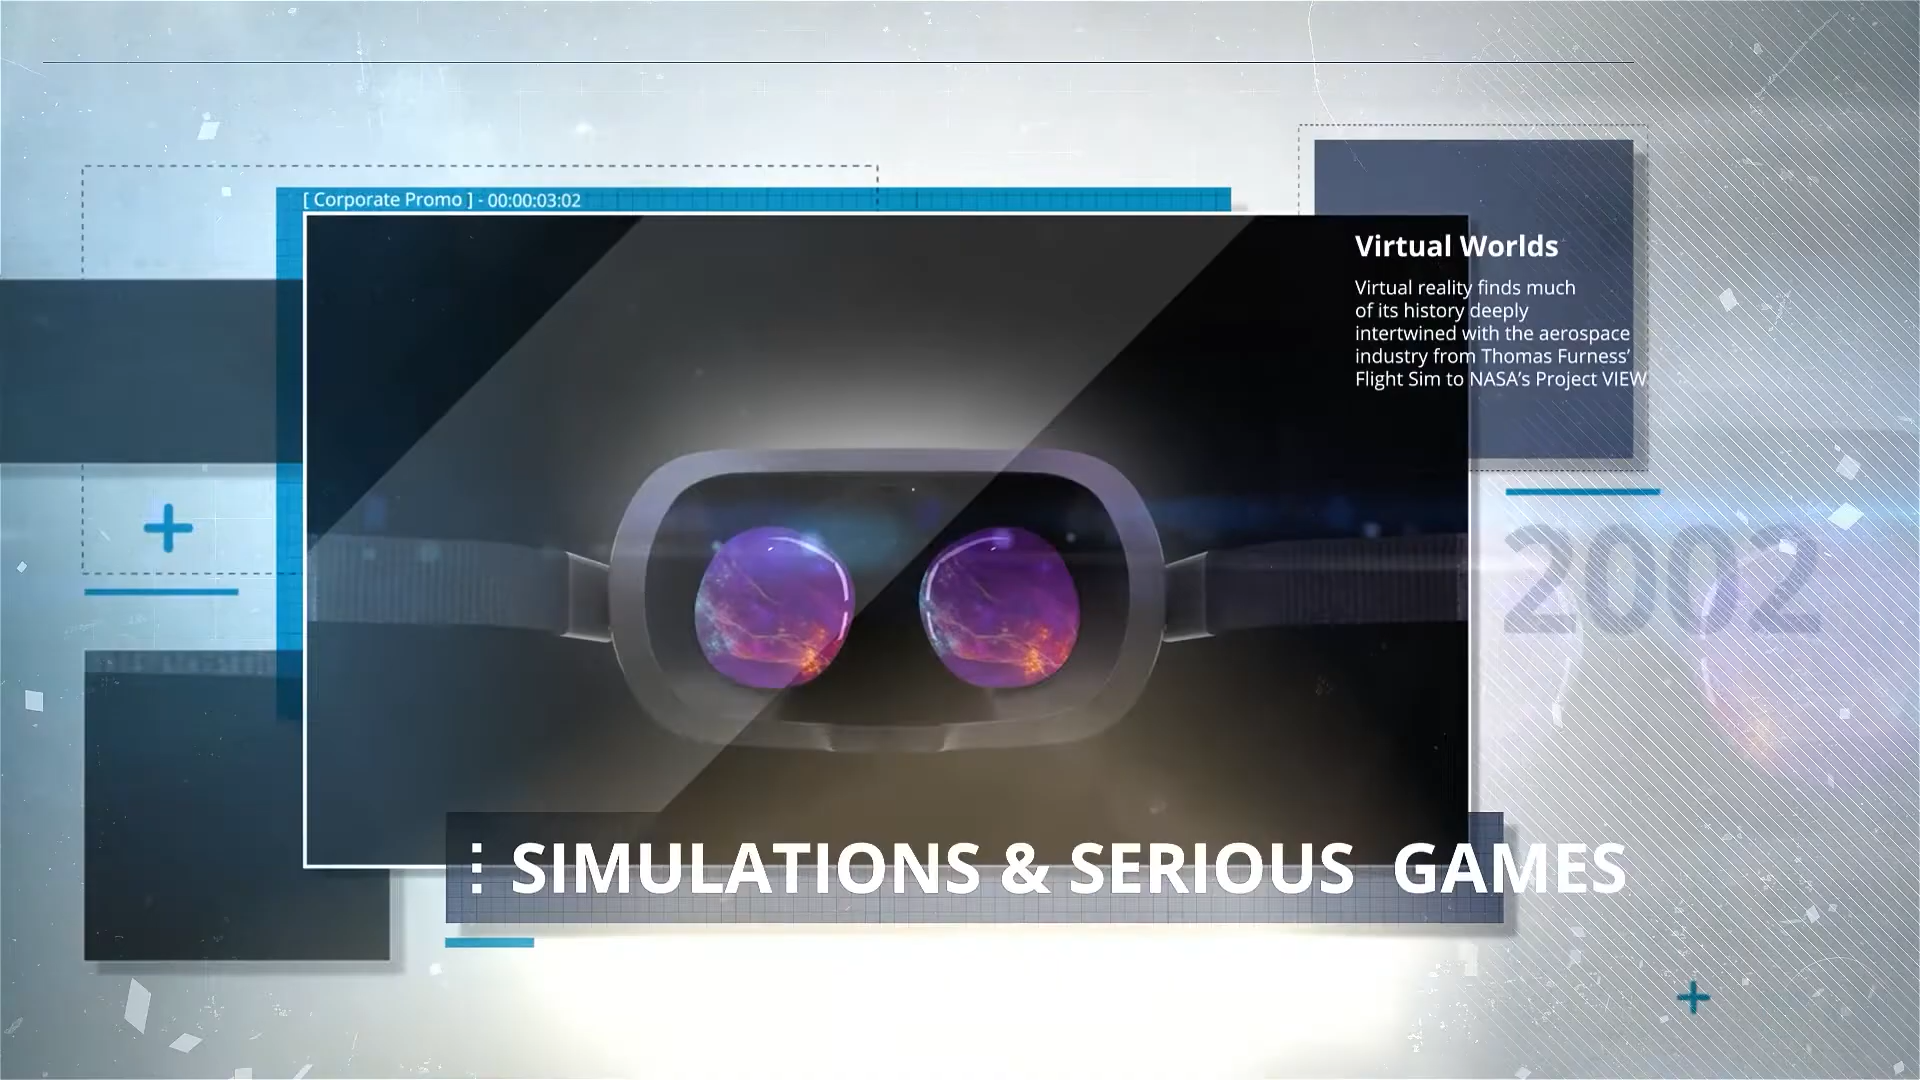 [ Corporate Promo ] - 00:00:03:02
Virtual Worlds
Virtual reality finds much
of its history deeply
intertwined with the aerospace
industry from Thomas Furness’
Flight Sim to NASA’s Project VIEW
2002
⋮ SIMULATIONS & SERIOUS GAMES